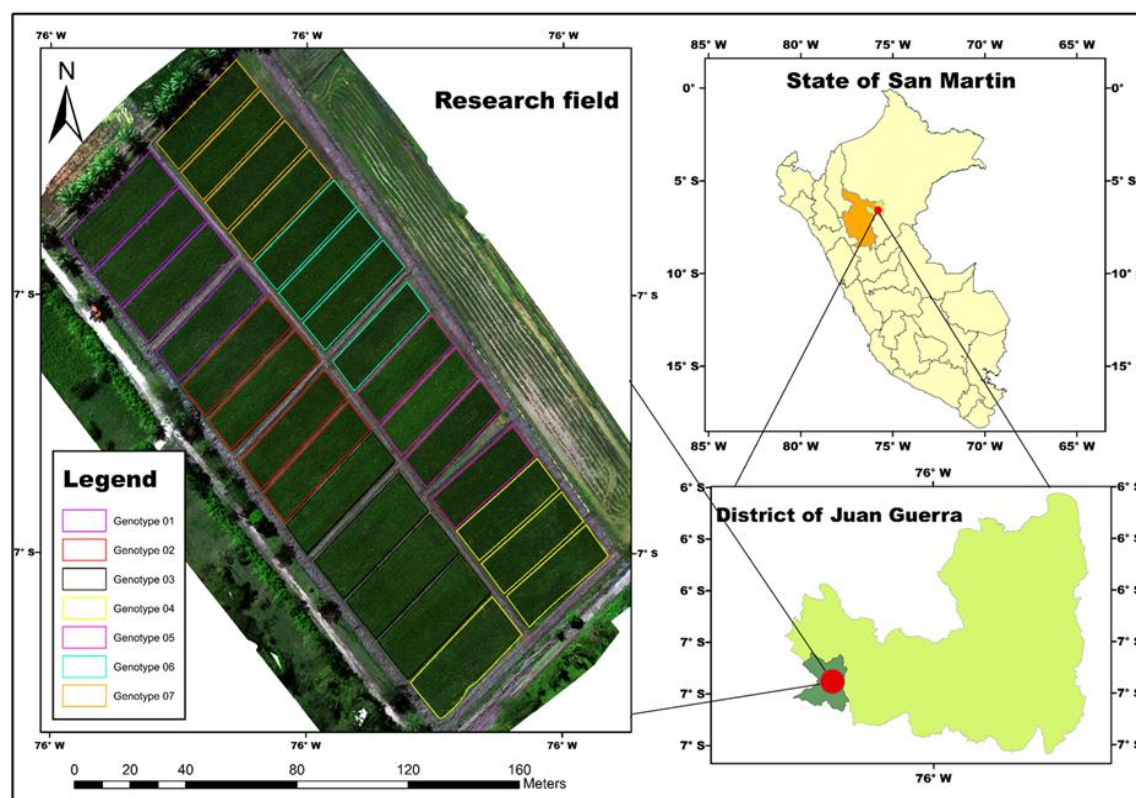 76° W 76° W 76° W
N
Research field
7° S 7° S
7° S 7° S
Legend
Genotype 01
Genotype 02
Genotype 03
Genotype 04
Genotype 05
Genotype 06
Genotype 07
76° W 76° W 76° W
0 20 40 80 120 160
Meters
85° W 80° W 75° W 70° W 65° W
State of San Martin
0° 0°
5° S 5° S
10° S 10° S
15° S 15° S
85° W 80° W 75° W 70° W 65° W
76° W
6° S 6° S
District of Juan Guerra
6° S 6° S
6° S 6° S
7° S 7° S
7° S 7° S
7° S 7° S
76° W